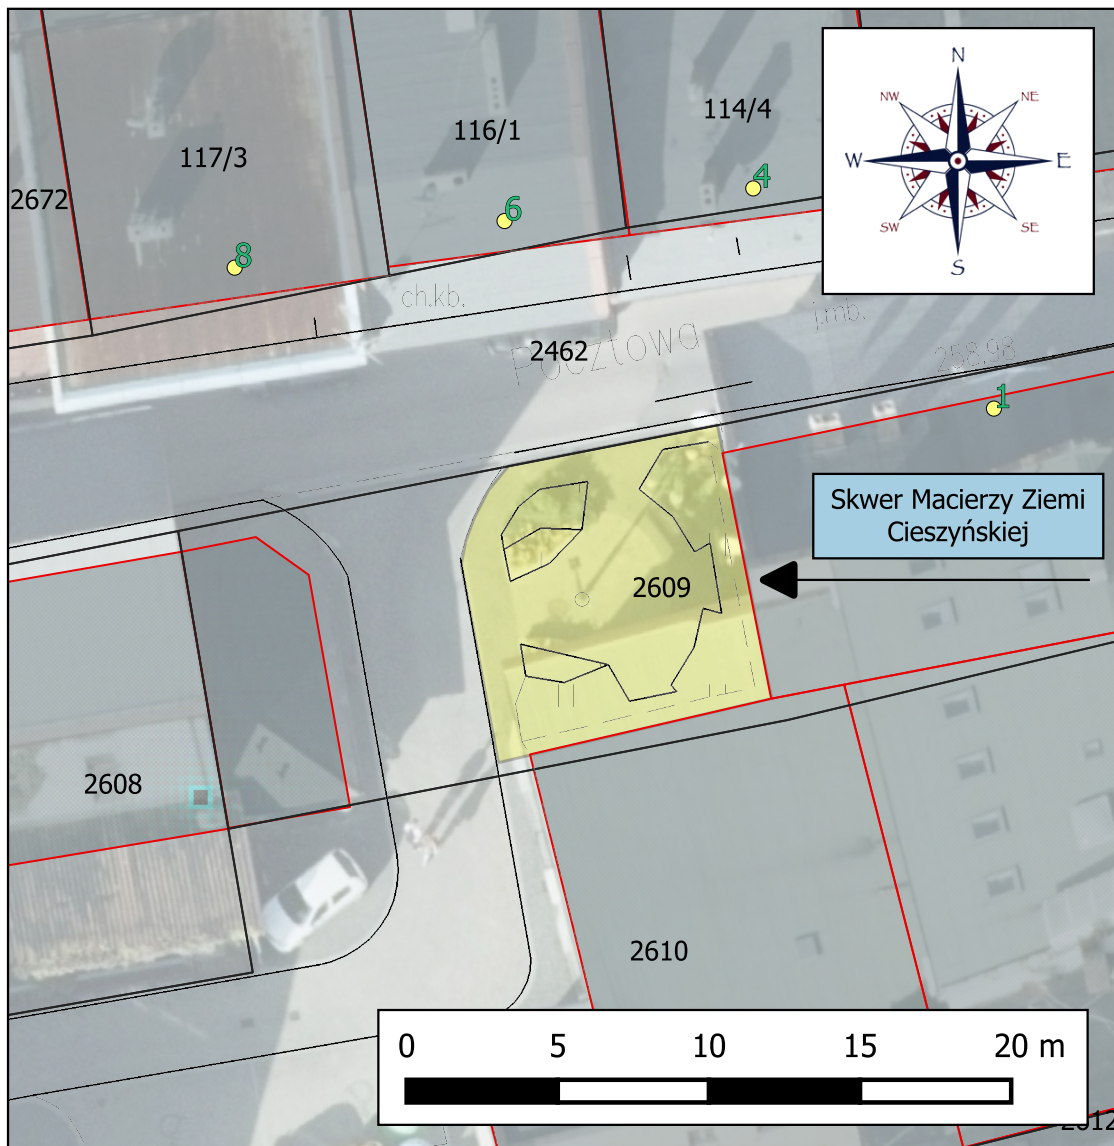 N
NW
NE
W
E
SW
SE
S
114/4
116/1
117/3
2672
4
6
8
ch.kb.
j.mb.
Pocztowa
2462
258.98
1
Skwer Macierzy Ziemi
Cieszyńskiej
2609
2608
2610
0 5 10 15 20 m
2612